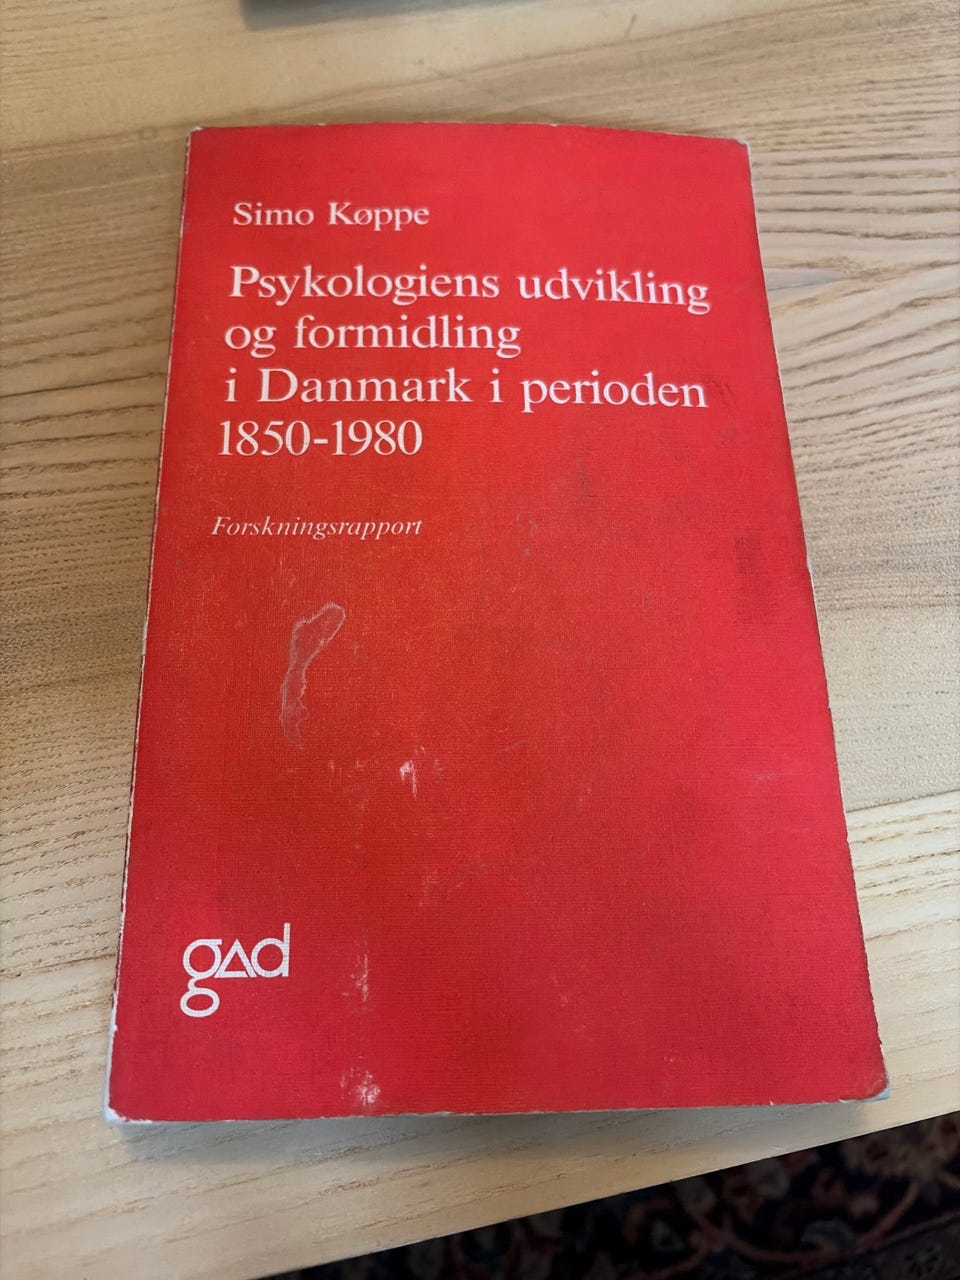 Simo Køppe
Psykologiens udvikling
og formidling
i Danmark i perioden
1850-1980
Forskningsrapport
gad